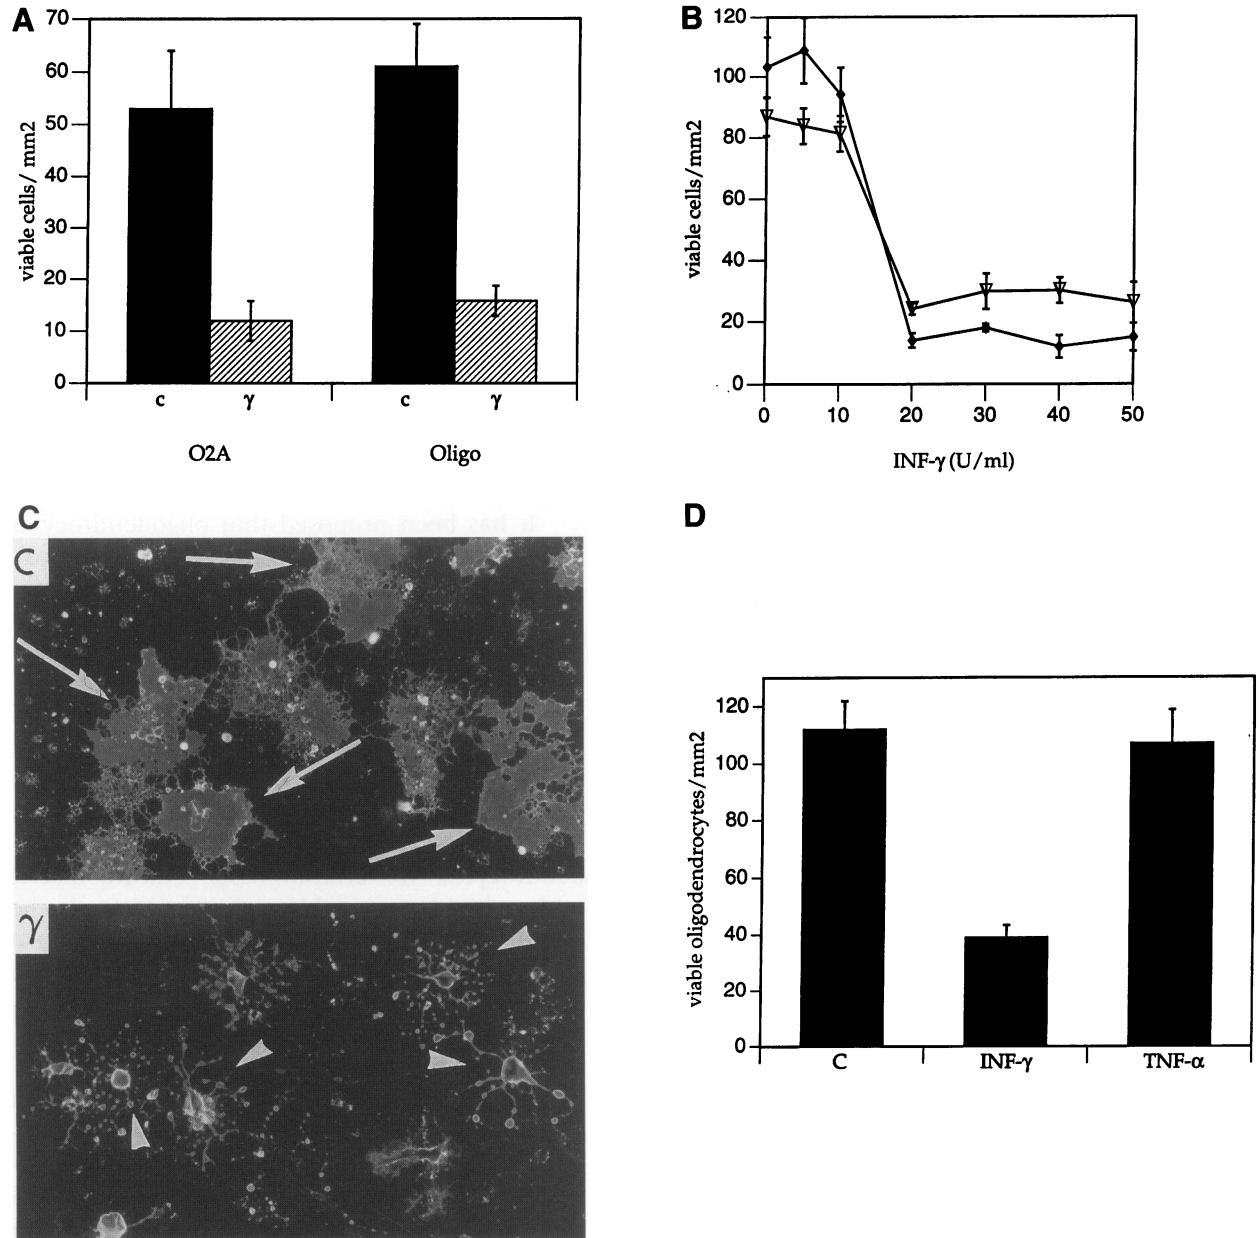 A
70
60
50
40
30
20
10
0
viable cells/ mm2
c γ c γ
O2A Oligo
B
120
100
80
60
40
20
0
viable cells/mm2
0 10 20 30 40 50
INF-γ (U/ml)
C
C
γ
D
120
100
80
60
40
20
0
viable oligodendrocytes/mm2
C INF-γ TNF-α